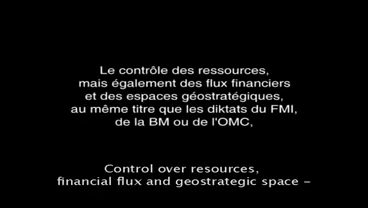 Le contrôle des ressources,
mais également des flux financiers
et des espaces géostratégiques,
au même titre que les diktats du FMI,
de la BM ou de l'OMC,
Control over resources,
financial flux and geostrategic space –